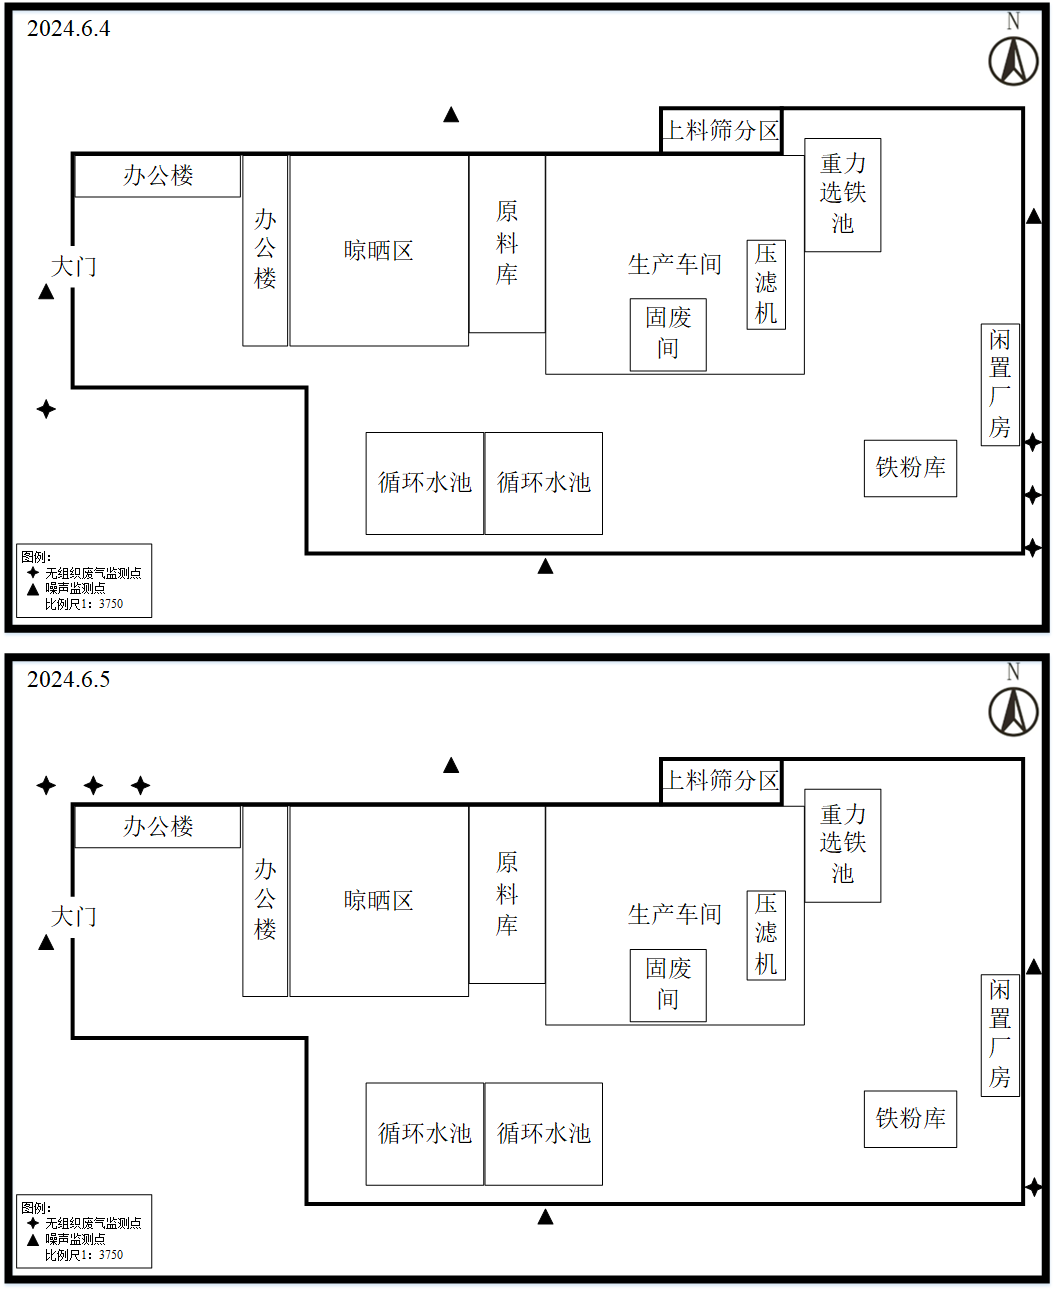 2024.6.4
N
上料筛分区
办公楼
重力
选铁
池
办
公
楼
晾晒区
原
料
库
生产车间
压
滤
机
大门
固废
间
闲
置
厂
房
循环水池
循环水池
铁粉库
图例:
无组织废气监测点
噪声监测点
比例尺1: 3750
2024.6.5
N
上料筛分区
办公楼
重力
选铁
池
办
公
楼
晾晒区
原
料
库
生产车间
压
滤
机
大门
固废
间
闲
置
厂
房
循环水池
循环水池
铁粉库
图例:
无组织废气监测点
噪声监测点
比例尺1: 3750